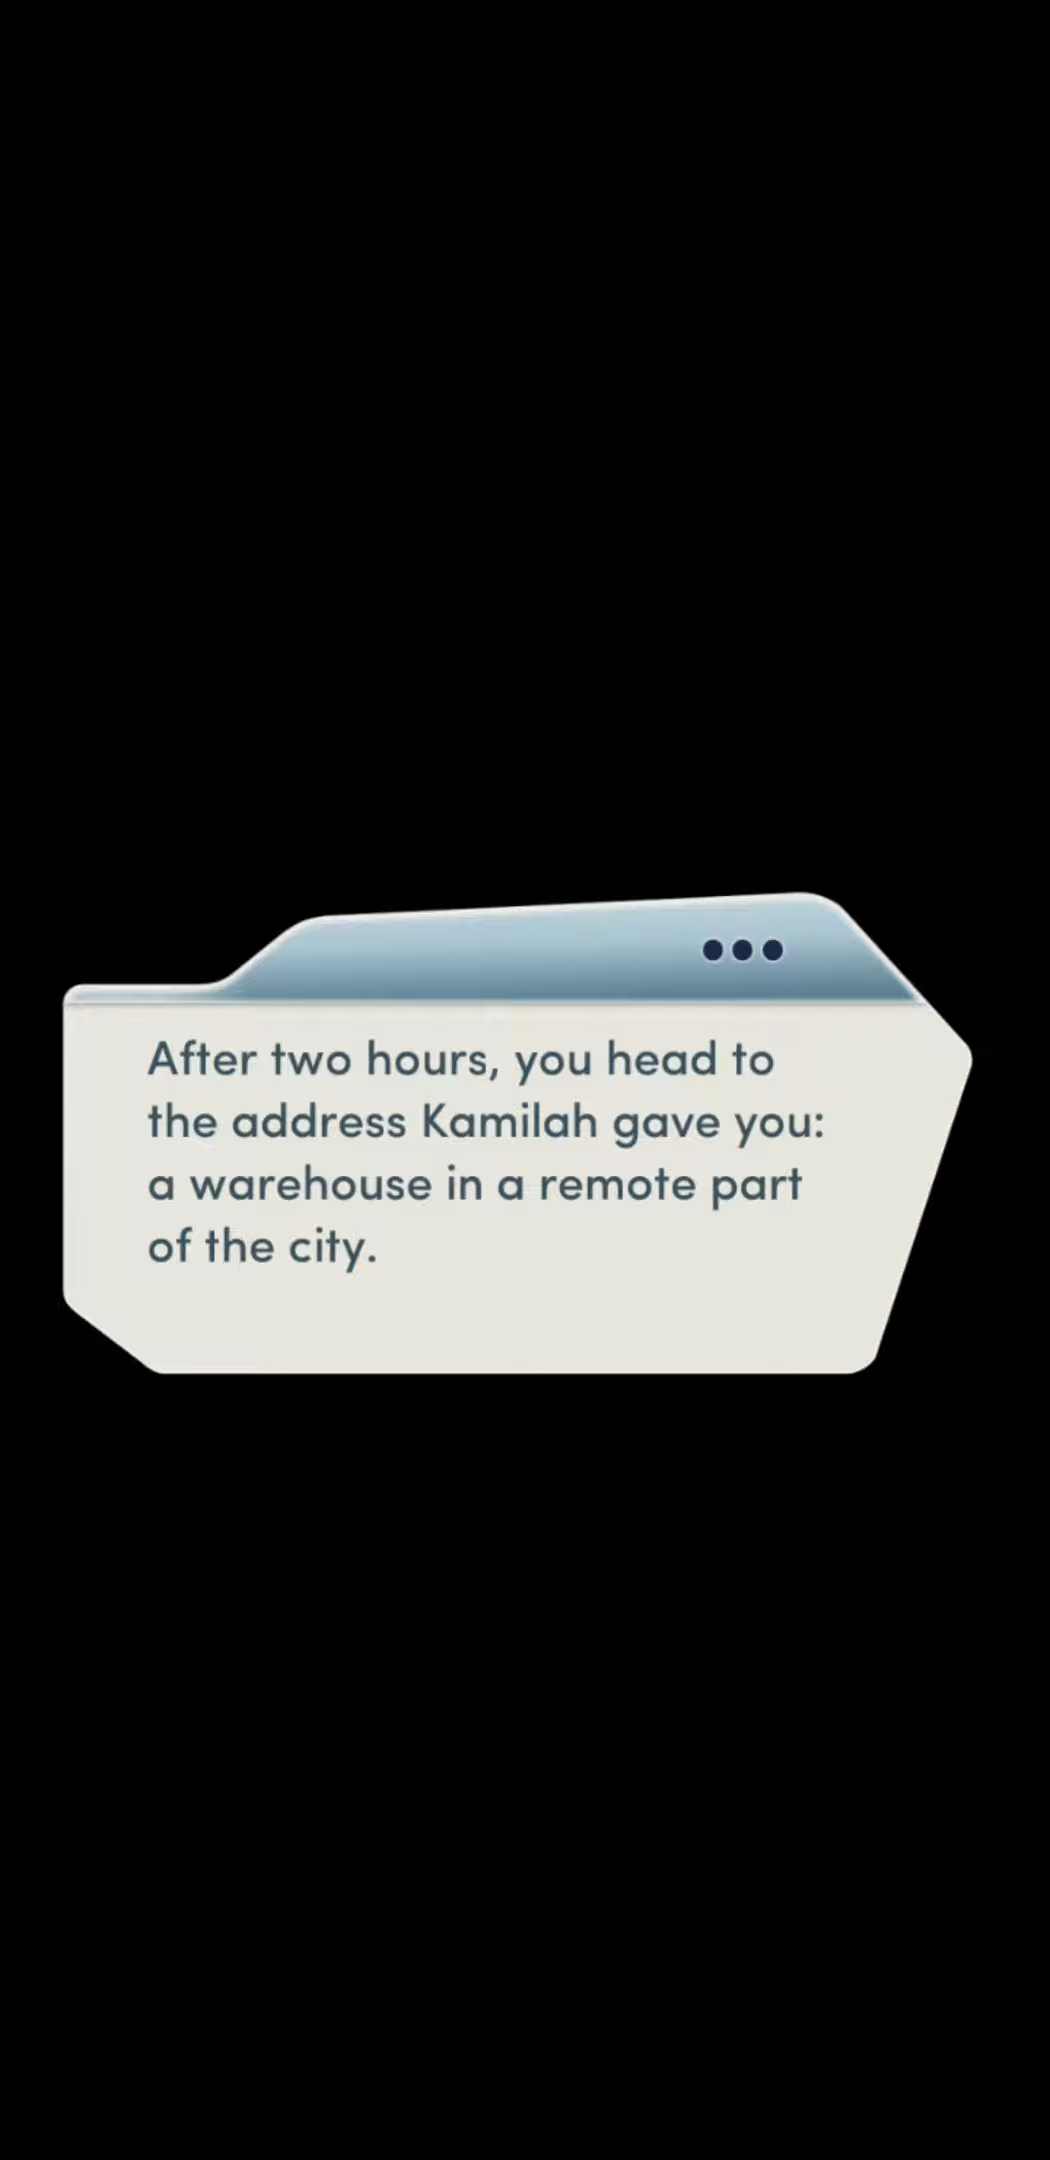 After two hours, you head to
the address Kamilah gave you:
a warehouse in a remote part
of the city.